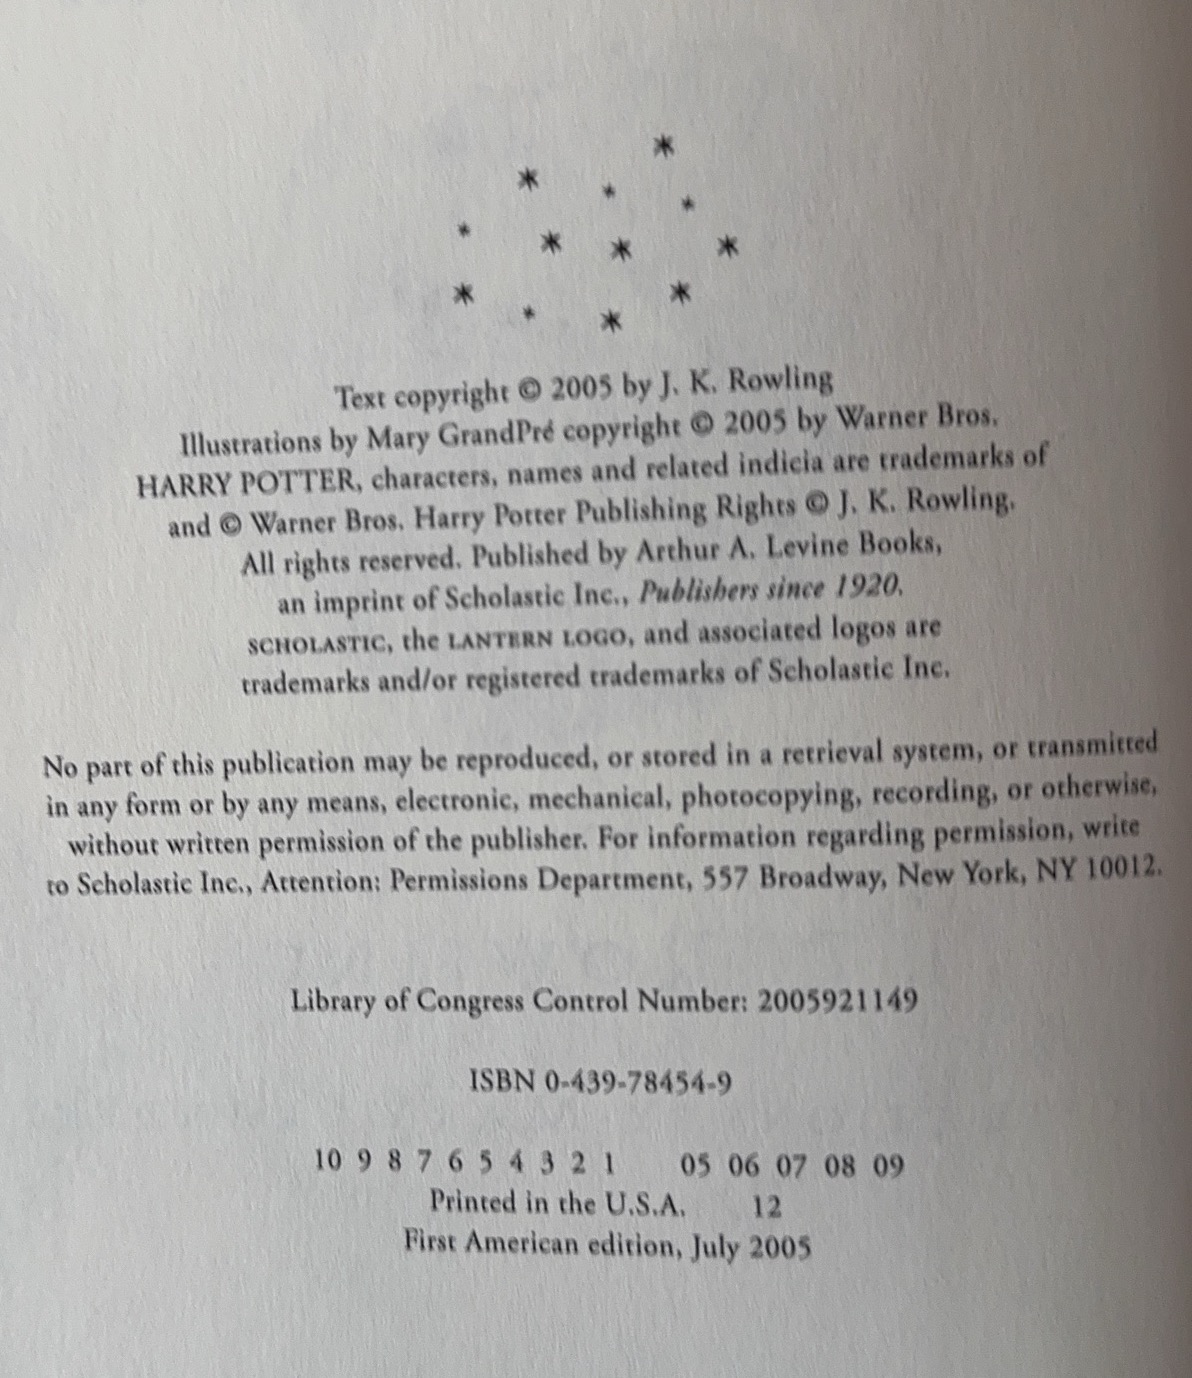 Text copyright © 2005 by J. K. Rowling
Illustrations by Mary GrandPré copyright © 2005 by Warner Bros.
HARRY POTTER, characters, names and related indicia are trademarks of
and © Warner Bros. Harry Potter Publishing Rights © J. K. Rowling.
All rights reserved. Published by Arthur A. Levine Books,
an imprint of Scholastic Inc., Publishers since 1920.
SCHOLASTIC, the LANTERN LOGO, and associated logos are
trademarks and/or registered trademarks of Scholastic Inc.
No part of this publication may be reproduced, or stored in a retrieval system, or transmitted
in any form or by any means, electronic, mechanical, photocopying, recording, or otherwise,
without written permission of the publisher. For information regarding permission, write
to Scholastic Inc., Attention: Permissions Department, 557 Broadway, New York, NY 10012.
Library of Congress Control Number: 2005921149
ISBN 0-439-78454-9
10 9 8 7 6 5 4 3 2 1 05 06 07 08 09
Printed in the U.S.A. 12
First American edition, July 2005